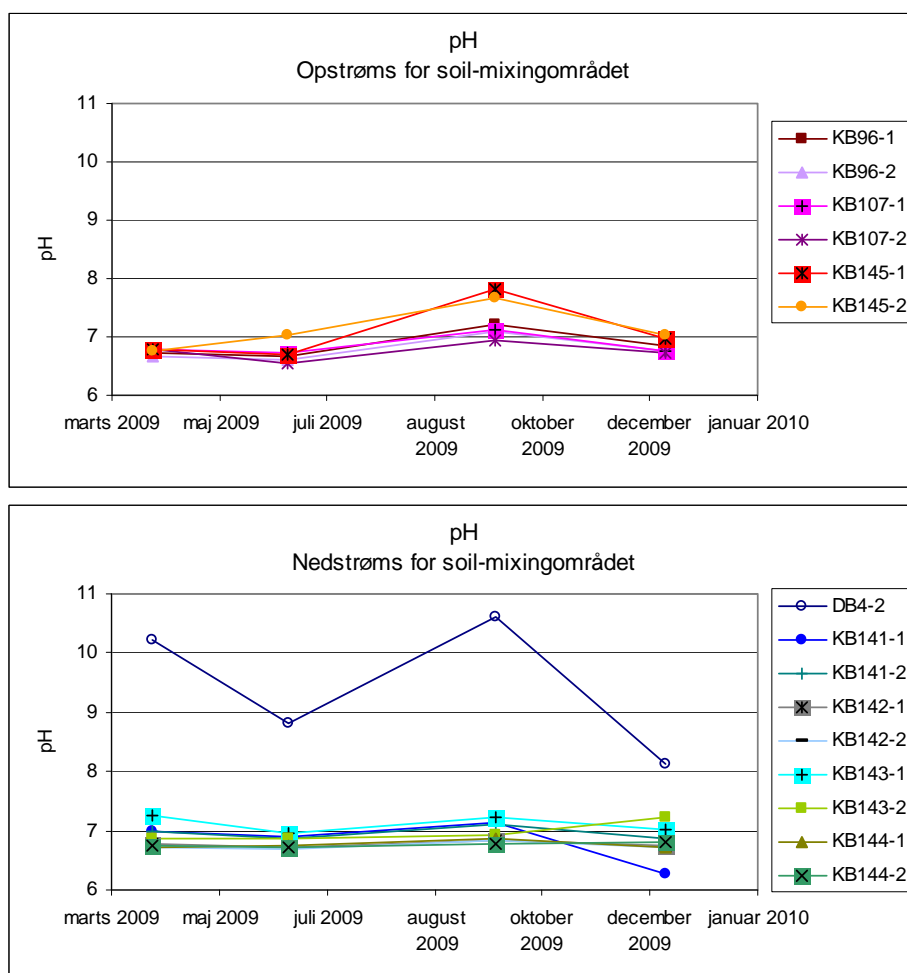 pH
Opstrøms for soil-mixingområdet
11
10
9
8
7
6
pH
marts 2009 maj 2009 juli 2009 august 2009 oktober 2009 december 2009 januar 2010
KB96-1
KB96-2
KB107-1
KB107-2
KB145-1
KB145-2
pH
Nedstrøms for soil-mixingområdet
11
10
9
8
7
6
pH
marts 2009 maj 2009 juli 2009 august 2009 oktober 2009 december 2009 januar 2010
DB4-2
KB141-1
KB141-2
KB142-1
KB142-2
KB143-1
KB143-2
KB144-1
KB144-2